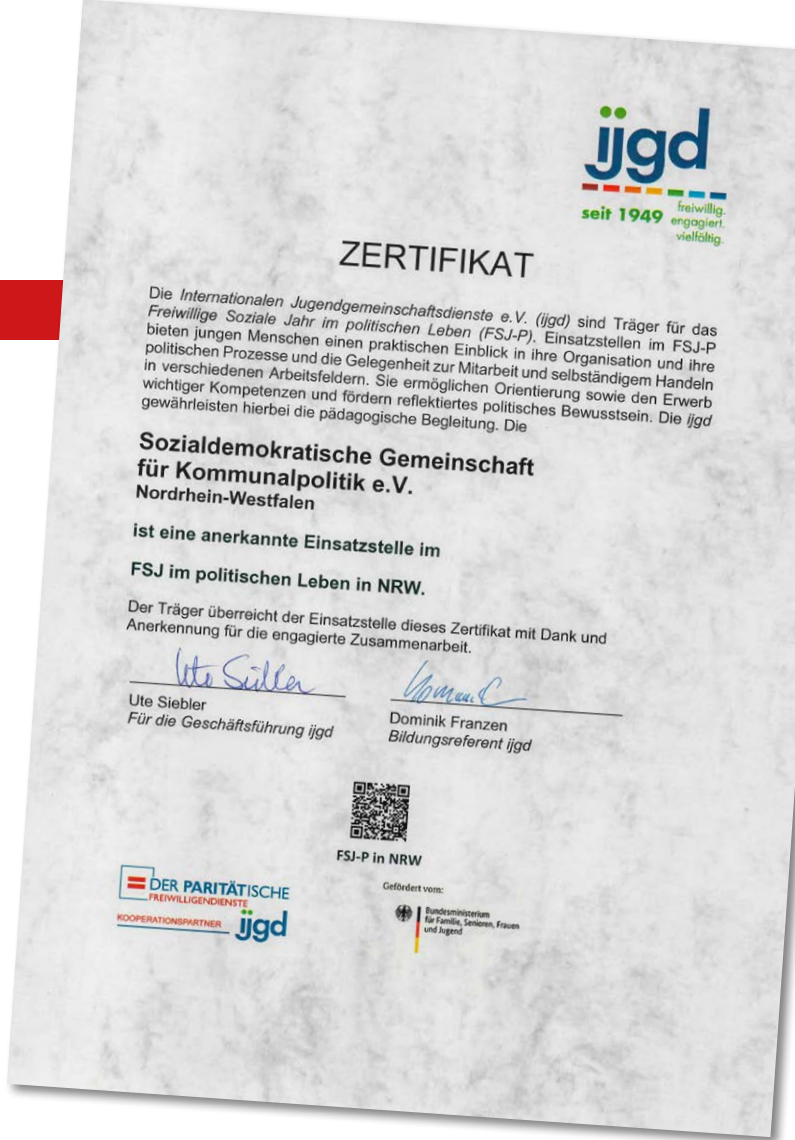 ijgd
seit 1949
freiwillig.
engagiert.
vielfältig.
ZERTIFIKAT
Die Internationalen Jugendgemeinschaftsdienste e.V. (ijgd) sind Träger für das
Freiwillige Soziale Jahr im politischen Leben (FSJ-P). Einsatzstellen im FSJ-P
bieten jungen Menschen einen praktischen Einblick in ihre Organisation und ihre
politischen Prozesse und die Gelegenheit zur Mitarbeit und selbständigem Handeln
in verschiedenen Arbeitsfeldern. Sie ermöglichen Orientierung sowie den Erwerb
wichtiger Kompetenzen und fördern reflektiertes politisches Bewusstsein. Die ijgd
gewährleisten hierbei die pädagogische Begleitung. Die
Sozialdemokratische Gemeinschaft
für Kommunalpolitik e.V.
Nordrhein-Westfalen
ist eine anerkannte Einsatzstelle im
FSJ im politischen Leben in NRW.
Der Träger überreicht der Einsatzstelle dieses Zertifikat mit Dank und
Anerkennung für die engagierte Zusammenarbeit.
Ute Siebler
Für die Geschäftsführung ijgd
Dominik Franzen
Bildungsreferent ijgd
FSJ-P in NRW
DER PARITÄTISCHE
FREIWILLIGENDIENSTE
KOOPERATIONSPARTNER ijgd
Gefördert vom:
Bundesministerium
für Familie, Senioren, Frauen
und Jugend